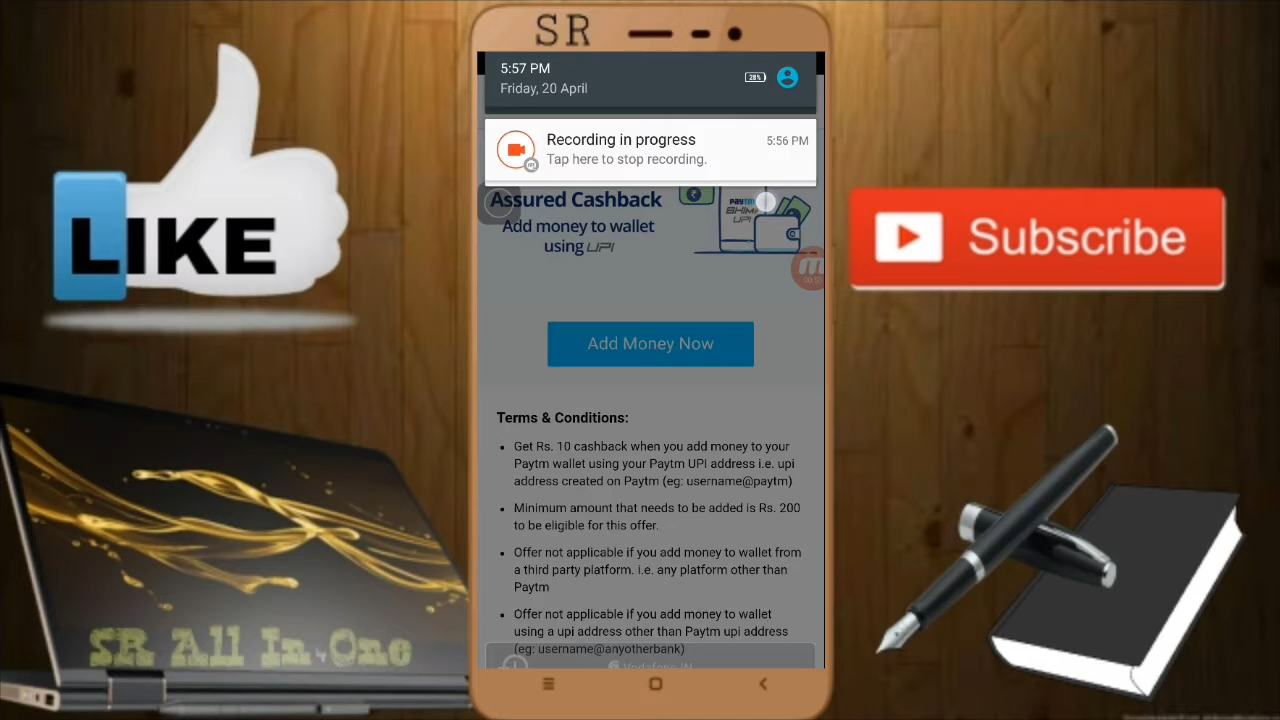 SR
5:57 PM
28%
Friday, 20 April
Recording in progress
5:56 PM
Tap here to stop recording.
Assured Cashback
Add money to wallet
using UPI
PAYTM
BHIM
UPI
Add Money Now
Terms & Conditions:
• Get Rs. 10 cashback when you add money to your
Paytm wallet using your Paytm UPI address i.e. upi
address created on Paytm (eg: username@paytm)
• Minimum amount that needs to be added is Rs. 200
to be eligible for this offer.
• Offer not applicable if you add money to wallet from
a third party platform. i.e. any platform other than
Paytm
• Offer not applicable if you add money to wallet
using a upi address other than Paytm upi address
(eg: username@anyotherbank)
Vodafone IN
LIKE
Subscribe
SR All In One